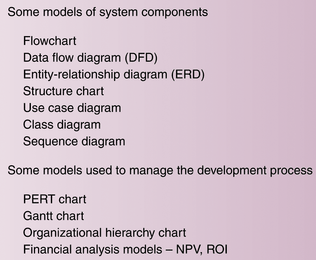 Some models of system components
Flowchart
Data flow diagram (DFD)
Entity-relationship diagram (ERD)
Structure chart
Use case diagram
Class diagram
Sequence diagram
Some models used to manage the development process
PERT chart
Gantt chart
Organizational hierarchy chart
Financial analysis models – NPV, ROI